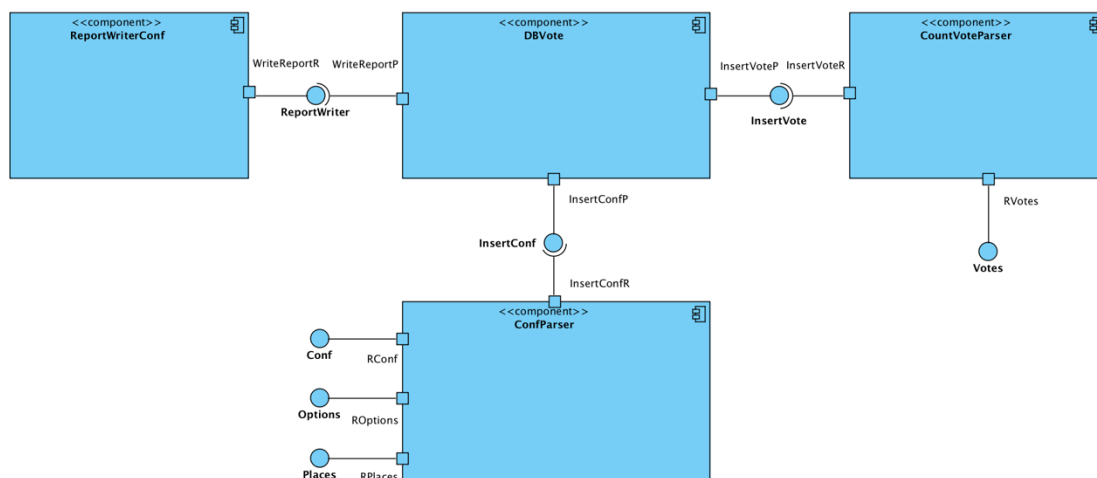 <<component>>
ReportWriterConf
<<component>>
DBVote
<<component>>
CountVoteParser
WriteReportR
WriteReportP
ReportWriter
InsertVoteP
InsertVoteR
InsertVote
InsertConfP
RVotes
InsertConf
Votes
InsertConfR
<<component>>
ConfParser
Conf
RConf
Options
ROptions
Places
RPlaces